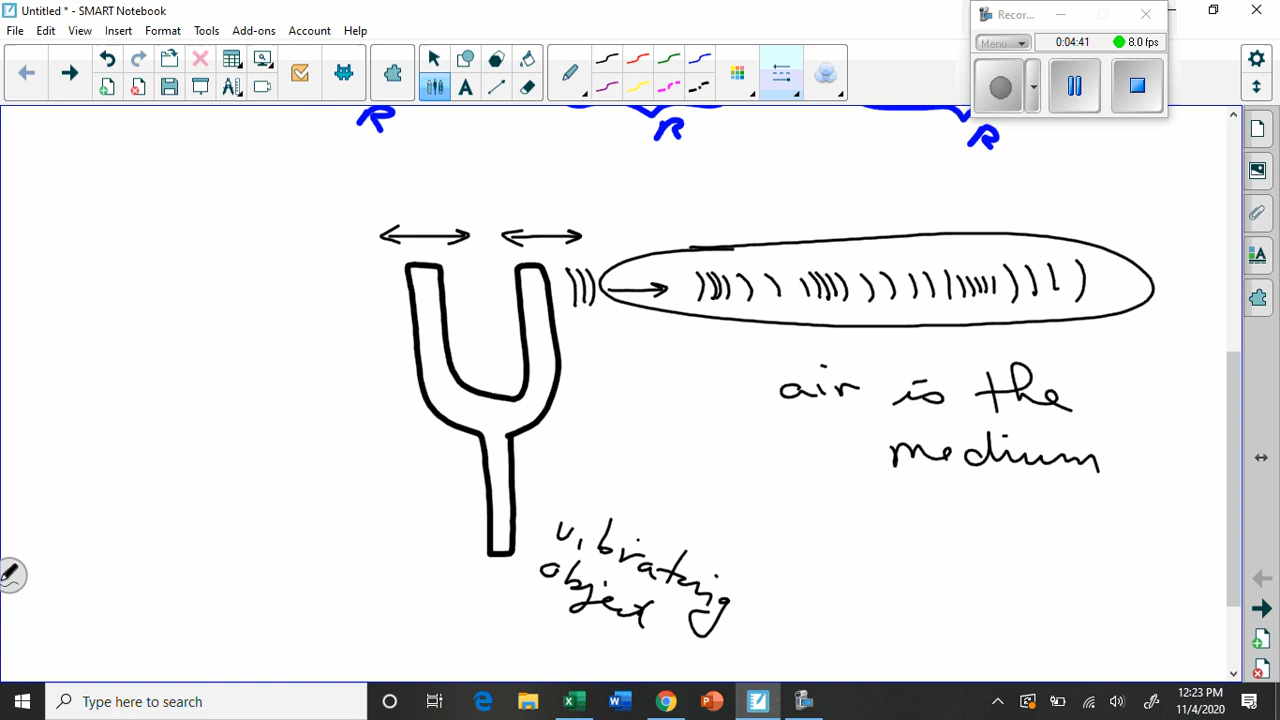 Untitled * - SMART Notebook
File Edit View Insert Format Tools Add-ons Account Help
Recor...
Menu
0:04:41
8.0 fps
R
R
R
air is the
medium
vibrating
object
Type here to search
12:23 PM
11/4/2020